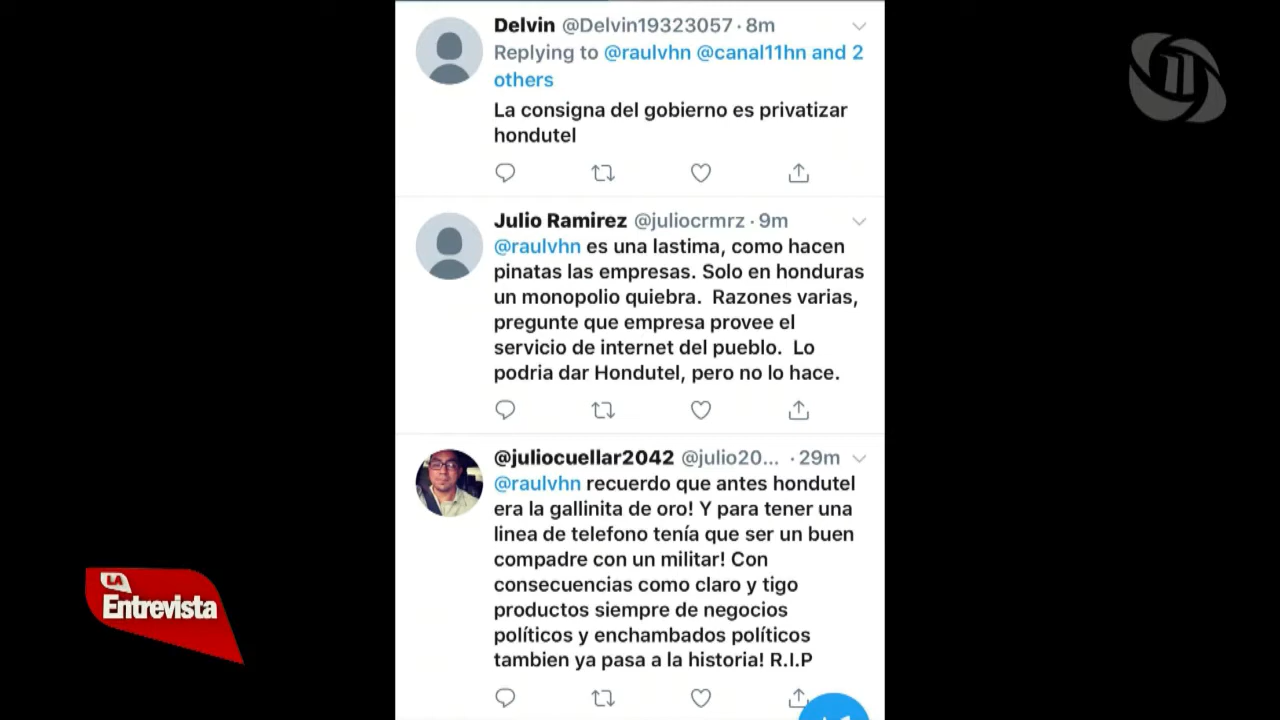 Delvin @Delvin19323057 · 8m
Replying to @raulvhn @canal11hn and 2
others
La consigna del gobierno es privatizar
hondutel
Julio Ramirez @juliocrmrz · 9m
@raulvhn es una lastima, como hacen
pinatas las empresas. Solo en honduras
un monopolio quiebra. Razones varias,
pregunte que empresa provee el
servicio de internet del pueblo. Lo
podria dar Hondutel, pero no lo hace.
@juliocuellar2042 @julio20... · 29m
@raulvhn recuerdo que antes hondutel
era la gallinita de oro! Y para tener una
linea de telefono tenía que ser un buen
compadre con un militar! Con
consecuencias como claro y tigo
productos siempre de negocios
políticos y enchambados políticos
tambien ya pasa a la historia! R.I.P
LA
Entrevista
11